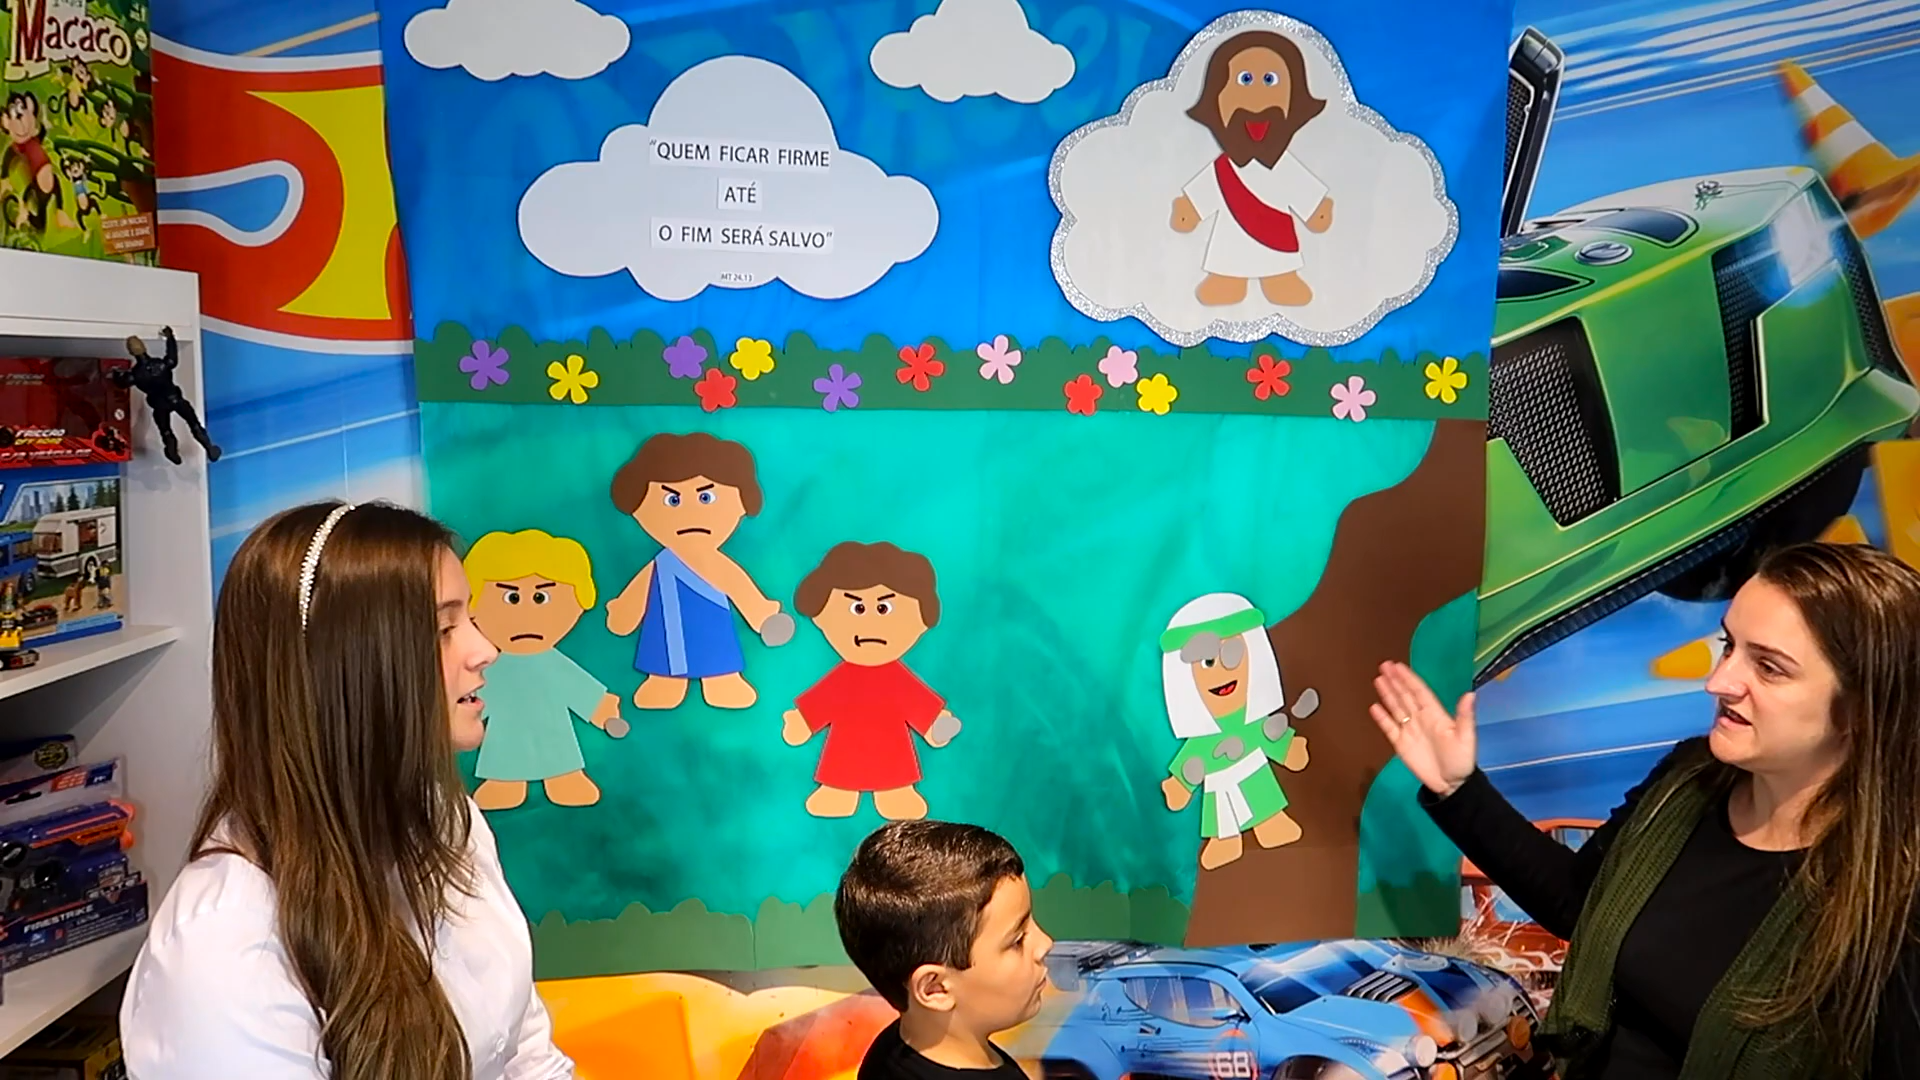 Macaco
"QUEM FICAR FIRME
ATÉ
O FIM SERÁ SALVO"
MT 24.13
FIRESTRIKE
68